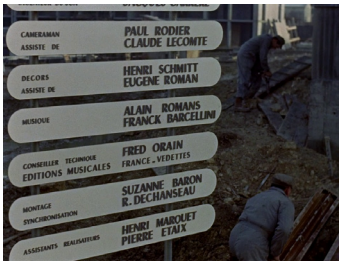 CAMERAMAN PAUL RODIER
ASSISTE DE CLAUDE LECOMTE
DECORS HENRI SCHMITT
ASSISTE DE EUGENE ROMAN
MUSIQUE ALAIN ROMANS
FRANCK BARCELLINI
CONSEILLER TECHNIQUE FRED ORAIN
EDITIONS MUSICALES FRANCE-VEDETTES
MONTAGE SUZANNE BARON
SYNCHRONISATION R. DECHANSEAU
ASSISTANTS REALISATEURS HENRI MARQUET
PIERRE ETAIX